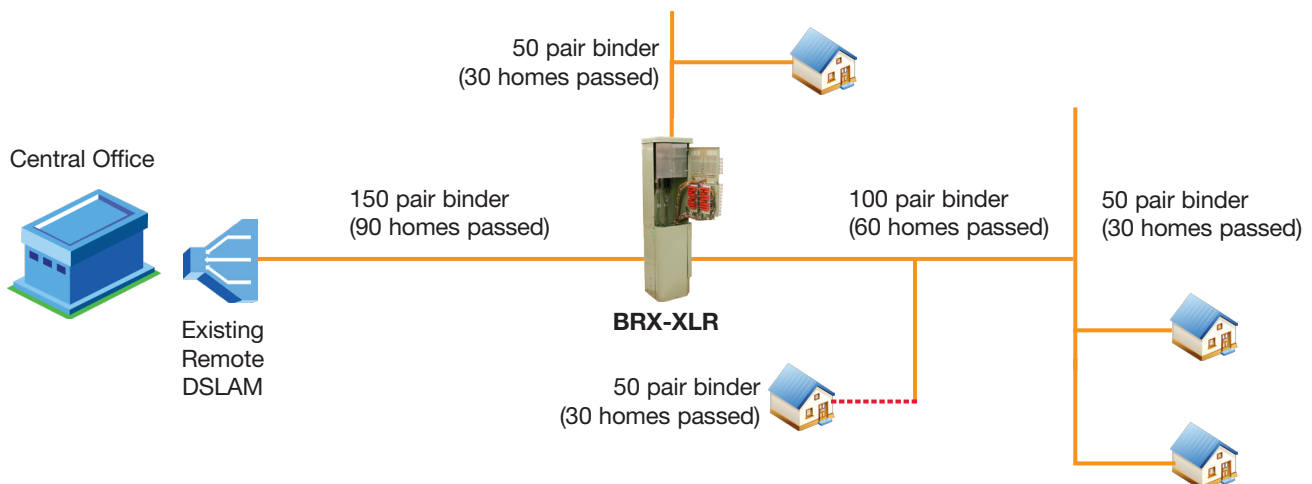 50 pair binder
(30 homes passed)
Central Office
150 pair binder
(90 homes passed)
100 pair binder
(60 homes passed)
50 pair binder
(30 homes passed)
Existing
Remote
DSLAM
BRX-XLR
50 pair binder
(30 homes passed)